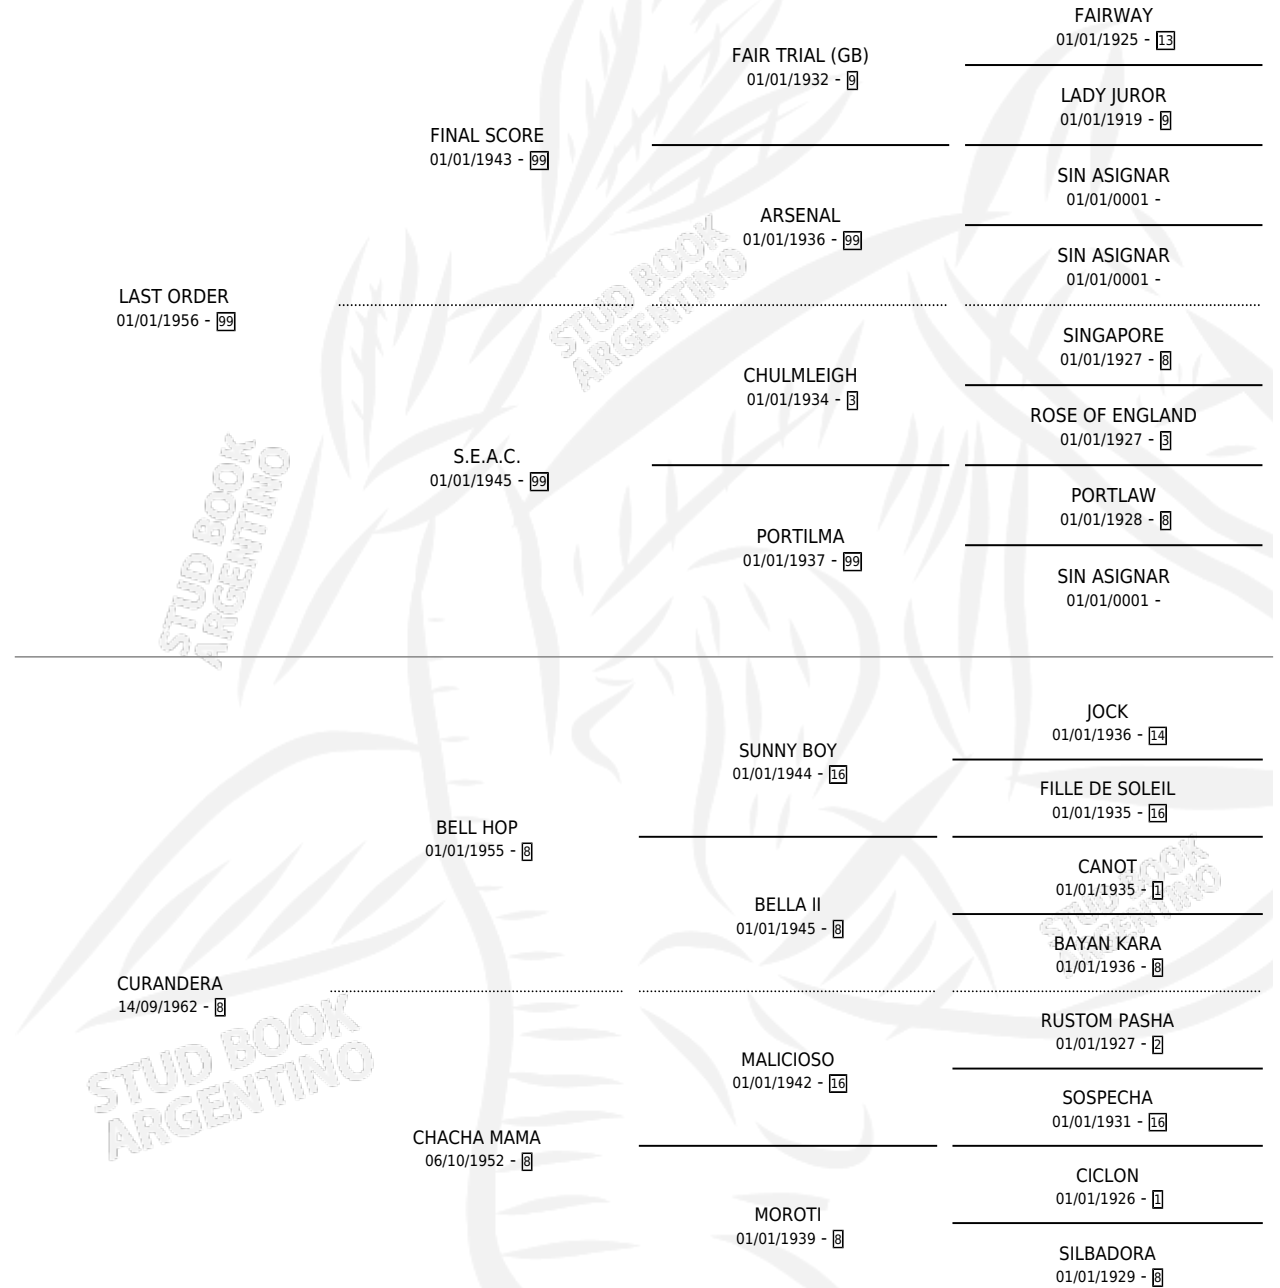 FAIRWAY
01/01/1925 - 13
FAIR TRIAL (GB)
01/01/1932 - 9
LADY JUROR
01/01/1919 - 9
FINAL SCORE
01/01/1943 - 99
SIN ASIGNAR
01/01/0001 -
ARSENAL
01/01/1936 - 99
SIN ASIGNAR
01/01/0001 -
LAST ORDER
01/01/1956 - 99
SINGAPORE
01/01/1927 - 8
CHULMLEIGH
01/01/1934 - 3
ROSE OF ENGLAND
01/01/1927 - 3
S.E.A.C.
01/01/1945 - 99
PORTLAW
01/01/1928 - 8
PORTILMA
01/01/1937 - 99
SIN ASIGNAR
01/01/0001 -
JOCK
01/01/1936 - 14
SUNNY BOY
01/01/1944 - 16
FILLE DE SOLEIL
01/01/1935 - 16
BELL HOP
01/01/1955 - 8
CANOT
01/01/1935 - 1
BELLA II
01/01/1945 - 8
BAYAN KARA
01/01/1936 - 8
CURANDERA
14/09/1962 - 8
RUSTOM PASHA
01/01/1927 - 2
MALICIOSO
01/01/1942 - 16
SOSPECHA
01/01/1931 - 16
CHACHA MAMA
06/10/1952 - 8
CICLON
01/01/1926 - 1
MOROTI
01/01/1939 - 8
SILBADORA
01/01/1929 - 8
STUD BOOK
ARGENTINO
STUD BOOK
ARGENTINO
STUD BOOK
ARGENTINO
STUD BOOK
ARGENTINO